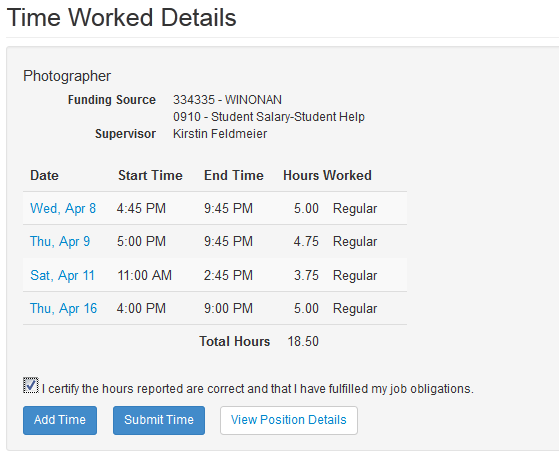 Time Worked Details
Photographer
Funding Source 334335 - WINONAN
0910 - Student Salary-Student Help
Supervisor Kirstin Feldmeier
Date Start Time End Time Hours Worked
Wed, Apr 8 4:45 PM 9:45 PM 5.00 Regular
Thu, Apr 9 5:00 PM 9:45 PM 4.75 Regular
Sat, Apr 11 11:00 AM 2:45 PM 3.75 Regular
Thu, Apr 16 4:00 PM 9:00 PM 5.00 Regular
Total Hours 18.50
I certify the hours reported are correct and that I have fulfilled my job obligations.
Add Time Submit Time View Position Details